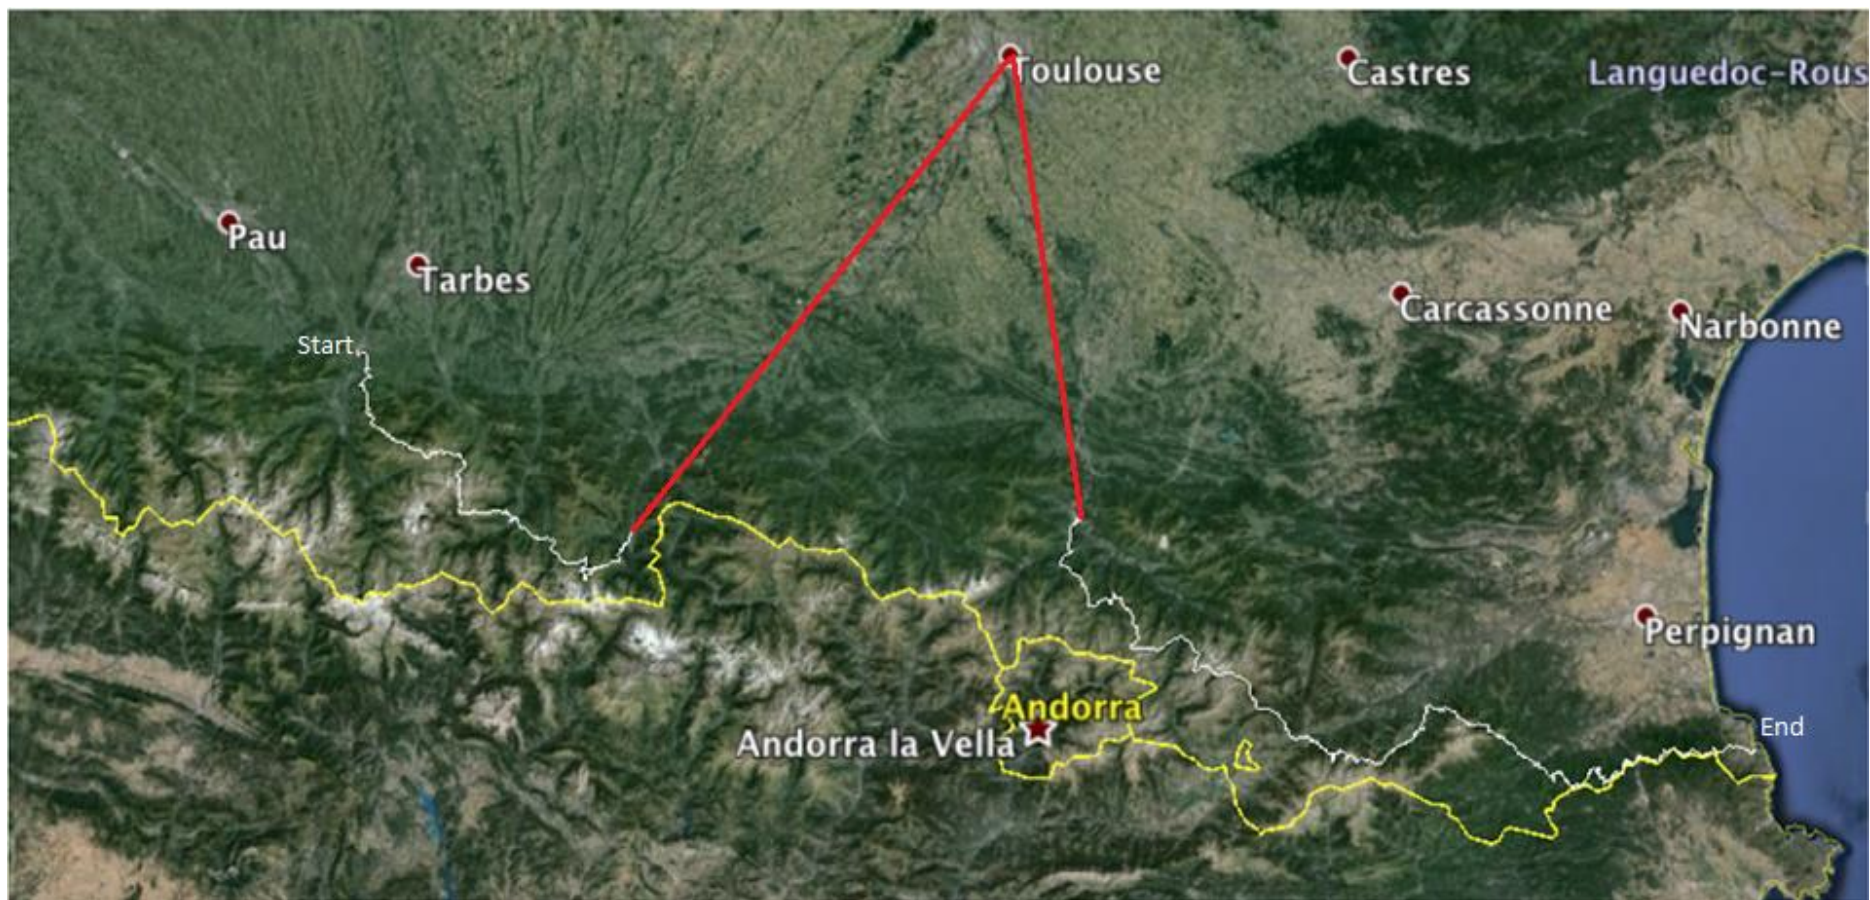 Toulouse
Castres
Languedoc-Rous
Pau
Tarbes
Carcassonne
Narbonne
Start
Perpignan
Andorra
End
Andorra la Vella